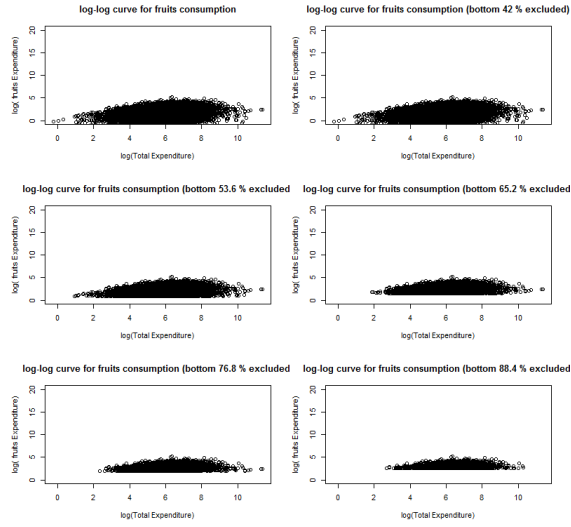 log-log curve for fruits consumption
log( fruits Expenditure)
20
15
10
5
0
0 2 4 6 8 10
log(Total Expenditure)
log-log curve for fruits consumption (bottom 42 % excluded)
log( fruits Expenditure)
20
15
10
5
0
0 2 4 6 8 10
log(Total Expenditure)
log-log curve for fruits consumption (bottom 53.6 % excluded
log( fruits Expenditure)
20
15
10
5
0
0 2 4 6 8 10
log(Total Expenditure)
log-log curve for fruits consumption (bottom 65.2 % excluded
log( fruits Expenditure)
20
15
10
5
0
0 2 4 6 8 10
log(Total Expenditure)
log-log curve for fruits consumption (bottom 76.8 % excluded
log( fruits Expenditure)
20
15
10
5
0
0 2 4 6 8 10
log(Total Expenditure)
log-log curve for fruits consumption (bottom 88.4 % excluded
log( fruits Expenditure)
20
15
10
5
0
0 2 4 6 8 10
log(Total Expenditure)